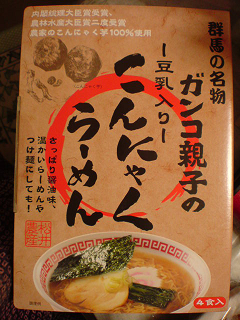 内閣総理大臣賞受賞、
農林水産大臣賞二度受賞
農家のこんにゃく芋100%使用
群馬の名物
ガンコ親子の
ー豆乳入りー
こんにゃく
らーめん
さっぱり醤油味、
温かいらーめんや
つけ麺にしても!
松井
農産
4食入